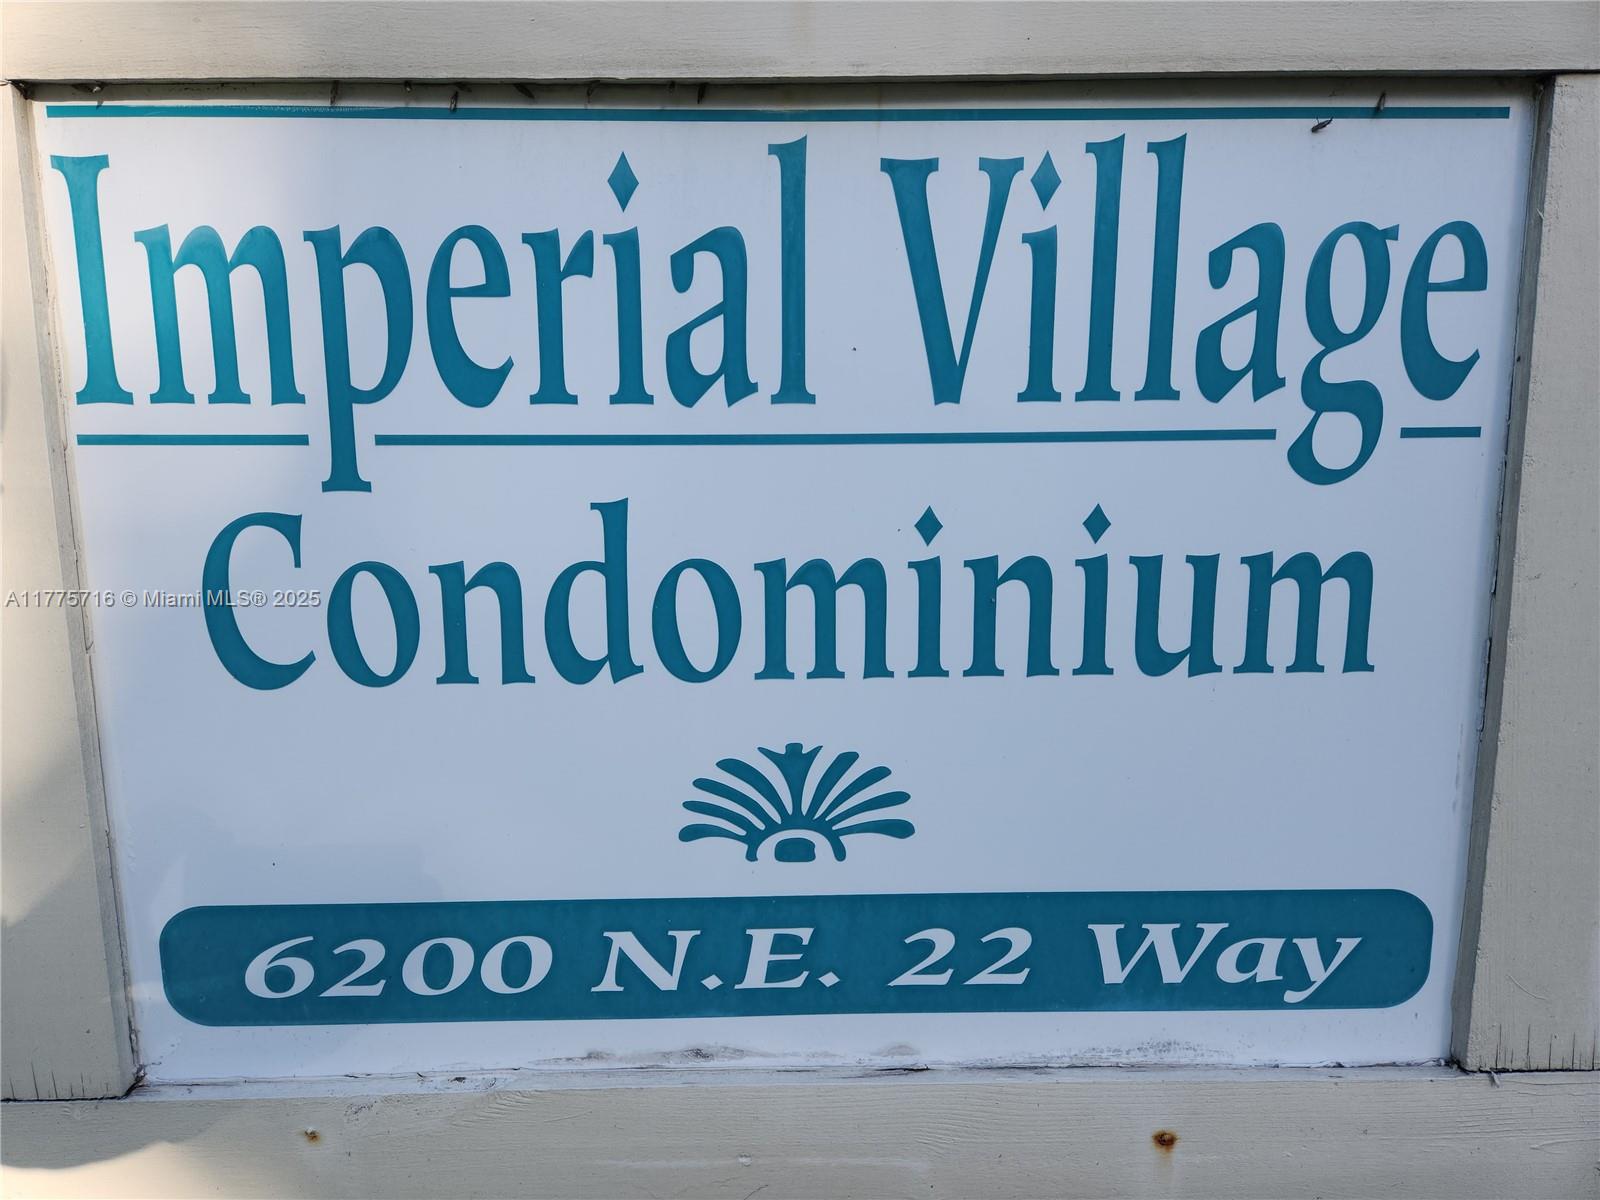 Imperial Village
Condominium
A11775716 © Miami MLS® 2025
6200 N.E. 22 Way